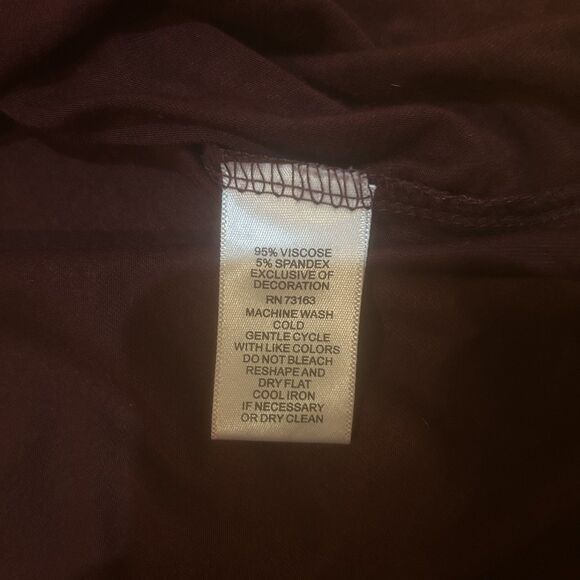 95% VISCOSE
5% SPANDEX
EXCLUSIVE OF
DECORATION
RN 73163
MACHINE WASH
COLD
GENTLE CYCLE
WITH LIKE COLORS
DO NOT BLEACH
RESHAPE AND
DRY FLAT
COOL IRON
IF NECESSARY
OR DRY CLEAN